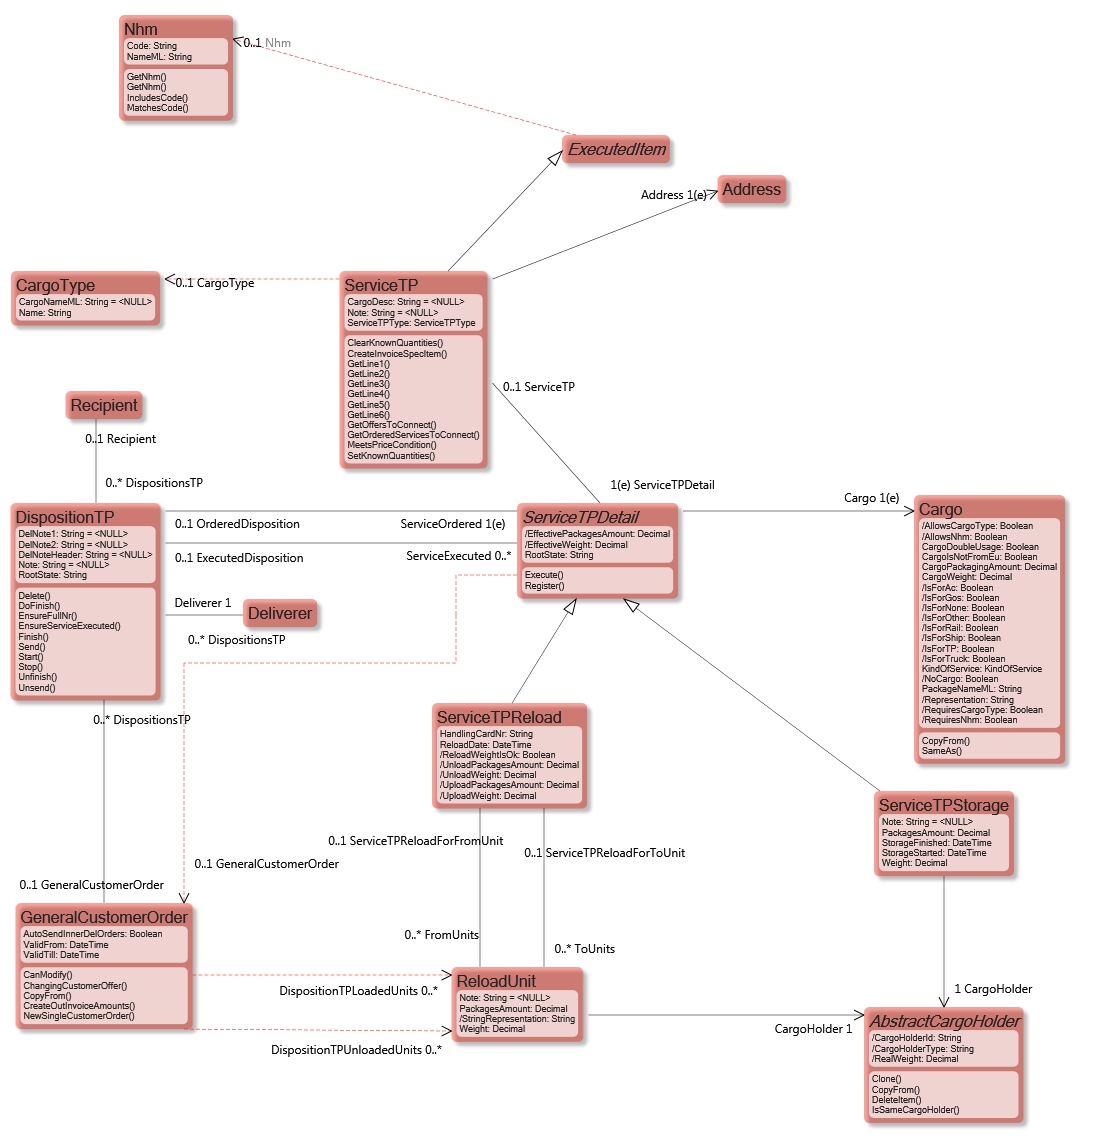 Nhm
Code: String
NameML: String
GetNhm()
GetNhm()
IncludesCode()
MatchesCode()
0..1 Nhm
ExecutedItem
Address 1(e)
Address
CargoType
CargoNameML: String = <NULL>
Name: String
0..1 CargoType
ServiceTP
CargoDesc: String = <NULL>
Note: String = <NULL>
ServiceTPType: ServiceTPType
ClearKnownQuantities()
CreateInvoiceSpecItem()
GetLine1()
GetLine2()
GetLine3()
GetLine4()
GetLine5()
GetLine6()
GetOffersToConnect()
GetOrderedServicesToConnect()
MeetsPriceCondition()
SetKnownQuantities()
0..1 ServiceTP
1(e) ServiceTPDetail
Recipient
0..1 Recipient
0..* DispositionsTP
DispositionTP
DelNote1: String = <NULL>
DelNote2: String = <NULL>
DelNoteHeader: String = <NULL>
Note: String = <NULL>
RootState: String
Delete()
DoFinish()
EnsureFullNr()
EnsureServiceExecuted()
Finish()
Send()
Start()
Stop()
Unfinish()
Unsend()
0..1 OrderedDisposition
ServiceOrdered 1(e)
0..1 ExecutedDisposition
ServiceExecuted 0..*
Deliverer 1
Deliverer
0..* DispositionsTP
ServiceTPDetail
/EffectivePackagesAmount: Decimal
/EffectiveWeight: Decimal
RootState: String
Execute()
Register()
Cargo 1(e)
Cargo
/AllowsCargoType: Boolean
/AllowsNhm: Boolean
CargoDoubleUsage: Boolean
CargoIsNotFromEu: Boolean
CargoPackagingAmount: Decimal
CargoWeight: Decimal
/IsForAc: Boolean
/IsForGos: Boolean
/IsForNone: Boolean
/IsForOther: Boolean
/IsForRail: Boolean
/IsForShip: Boolean
/IsForTP: Boolean
/IsForTruck: Boolean
KindOfService: KindOfService
/NoCargo: Boolean
PackageNameML: String
/Representation: String
/RequiresCargoType: Boolean
/RequiresNhm: Boolean
CopyFrom()
SameAs()
0..* DispositionsTP
0..1 GeneralCustomerOrder
0..1 GeneralCustomerOrder
ServiceTPReload
HandlingCardNr: String
ReloadDate: DateTime
/ReloadWeightIsOk: Boolean
/UnloadPackagesAmount: Decimal
/UnloadWeight: Decimal
/UploadPackagesAmount: Decimal
/UploadWeight: Decimal
0..1 ServiceTPReloadForFromUnit
0..1 ServiceTPReloadForToUnit
0..* FromUnits
0..* ToUnits
ServiceTPStorage
Note: String = <NULL>
PackagesAmount: Decimal
StorageFinished: DateTime
StorageStarted: DateTime
Weight: Decimal
1 CargoHolder
GeneralCustomerOrder
AutoSendInnerDelOrders: Boolean
ValidFrom: DateTime
ValidTill: DateTime
CanModify()
ChangingCustomerOffer()
CopyFrom()
CreateOutInvoiceAmounts()
NewSingleCustomerOrder()
DispositionTPLoadedUnits 0..*
DispositionTPUnloadedUnits 0..*
ReloadUnit
Note: String = <NULL>
PackagesAmount: Decimal
/StringRepresentation: String
Weight: Decimal
CargoHolder 1
AbstractCargoHolder
/CargoHolderId: String
/CargoHolderType: String
/RealWeight: Decimal
Clone()
CopyFrom()
DeleteItem()
IsSameCargoHolder()